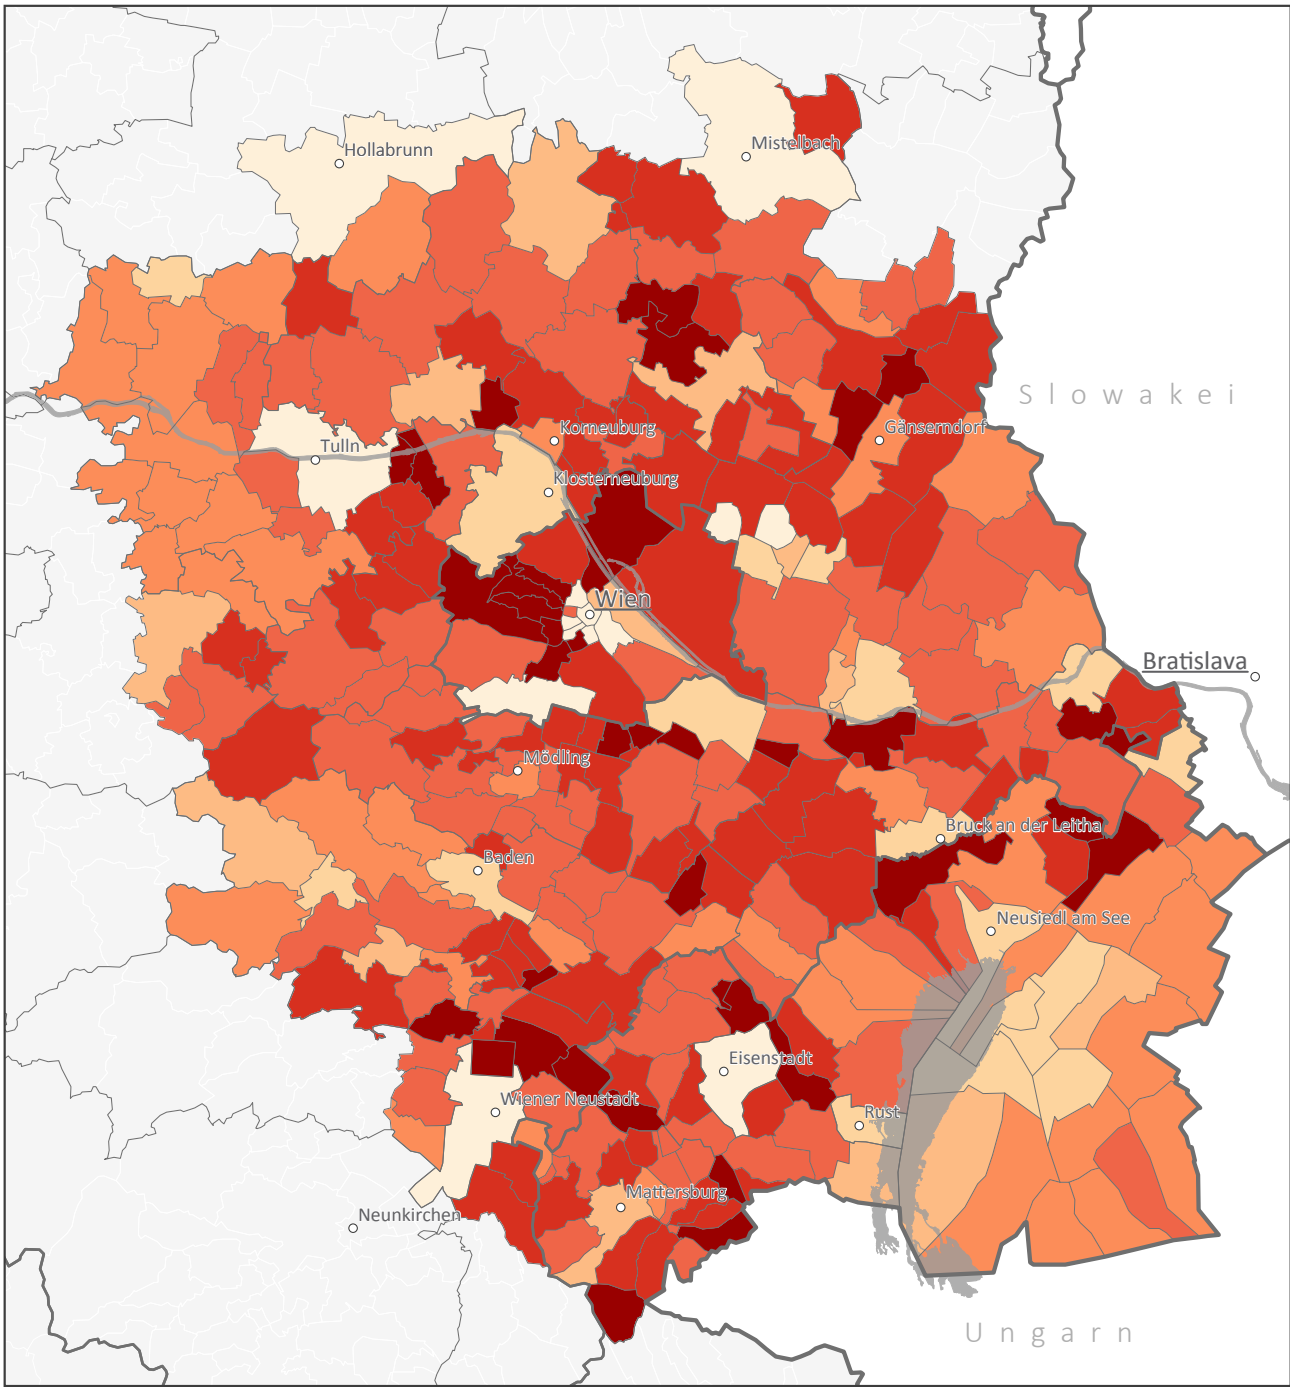 Mistelbach
Hollabrunn
Slowakei
Korneuburg
Gänserndorf
Tulln
Klosterneuburg
Wien
Bratislava
Mödling
Bruck an der Leitha
Baden
Neusiedl am See
Eisenstadt
Wiener Neustadt
Rust
Mattersburg
Neunkirchen
Ungarn